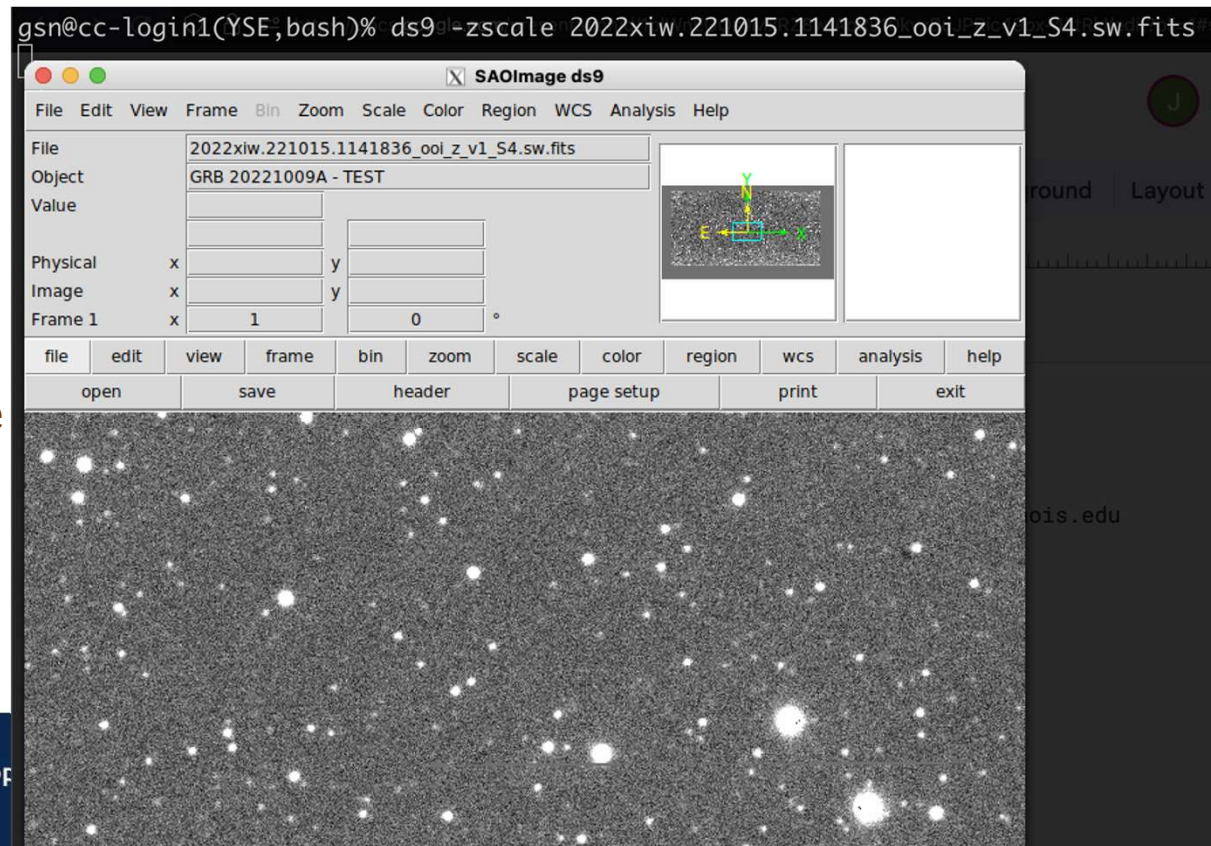 gsn@cc-login1(YSE,bash)% ds9 -zscale 2022xiw.221015.1141836_ooi_z_v1_S4.sw.fits
SAOImage ds9
J
File Edit View Frame Bin Zoom Scale Color Region WCS Analysis Help
File 2022xiw.221015.1141836_ooi_z_v1_S4.sw.fits
Object GRB 20221009A - TEST
Value
Physical x y
Image x y
Frame 1 x 1 0 °
Y
N
E X
round Layout
file edit view frame bin zoom scale color region wcs analysis help
open save header page setup print exit
e
ois.edu
op